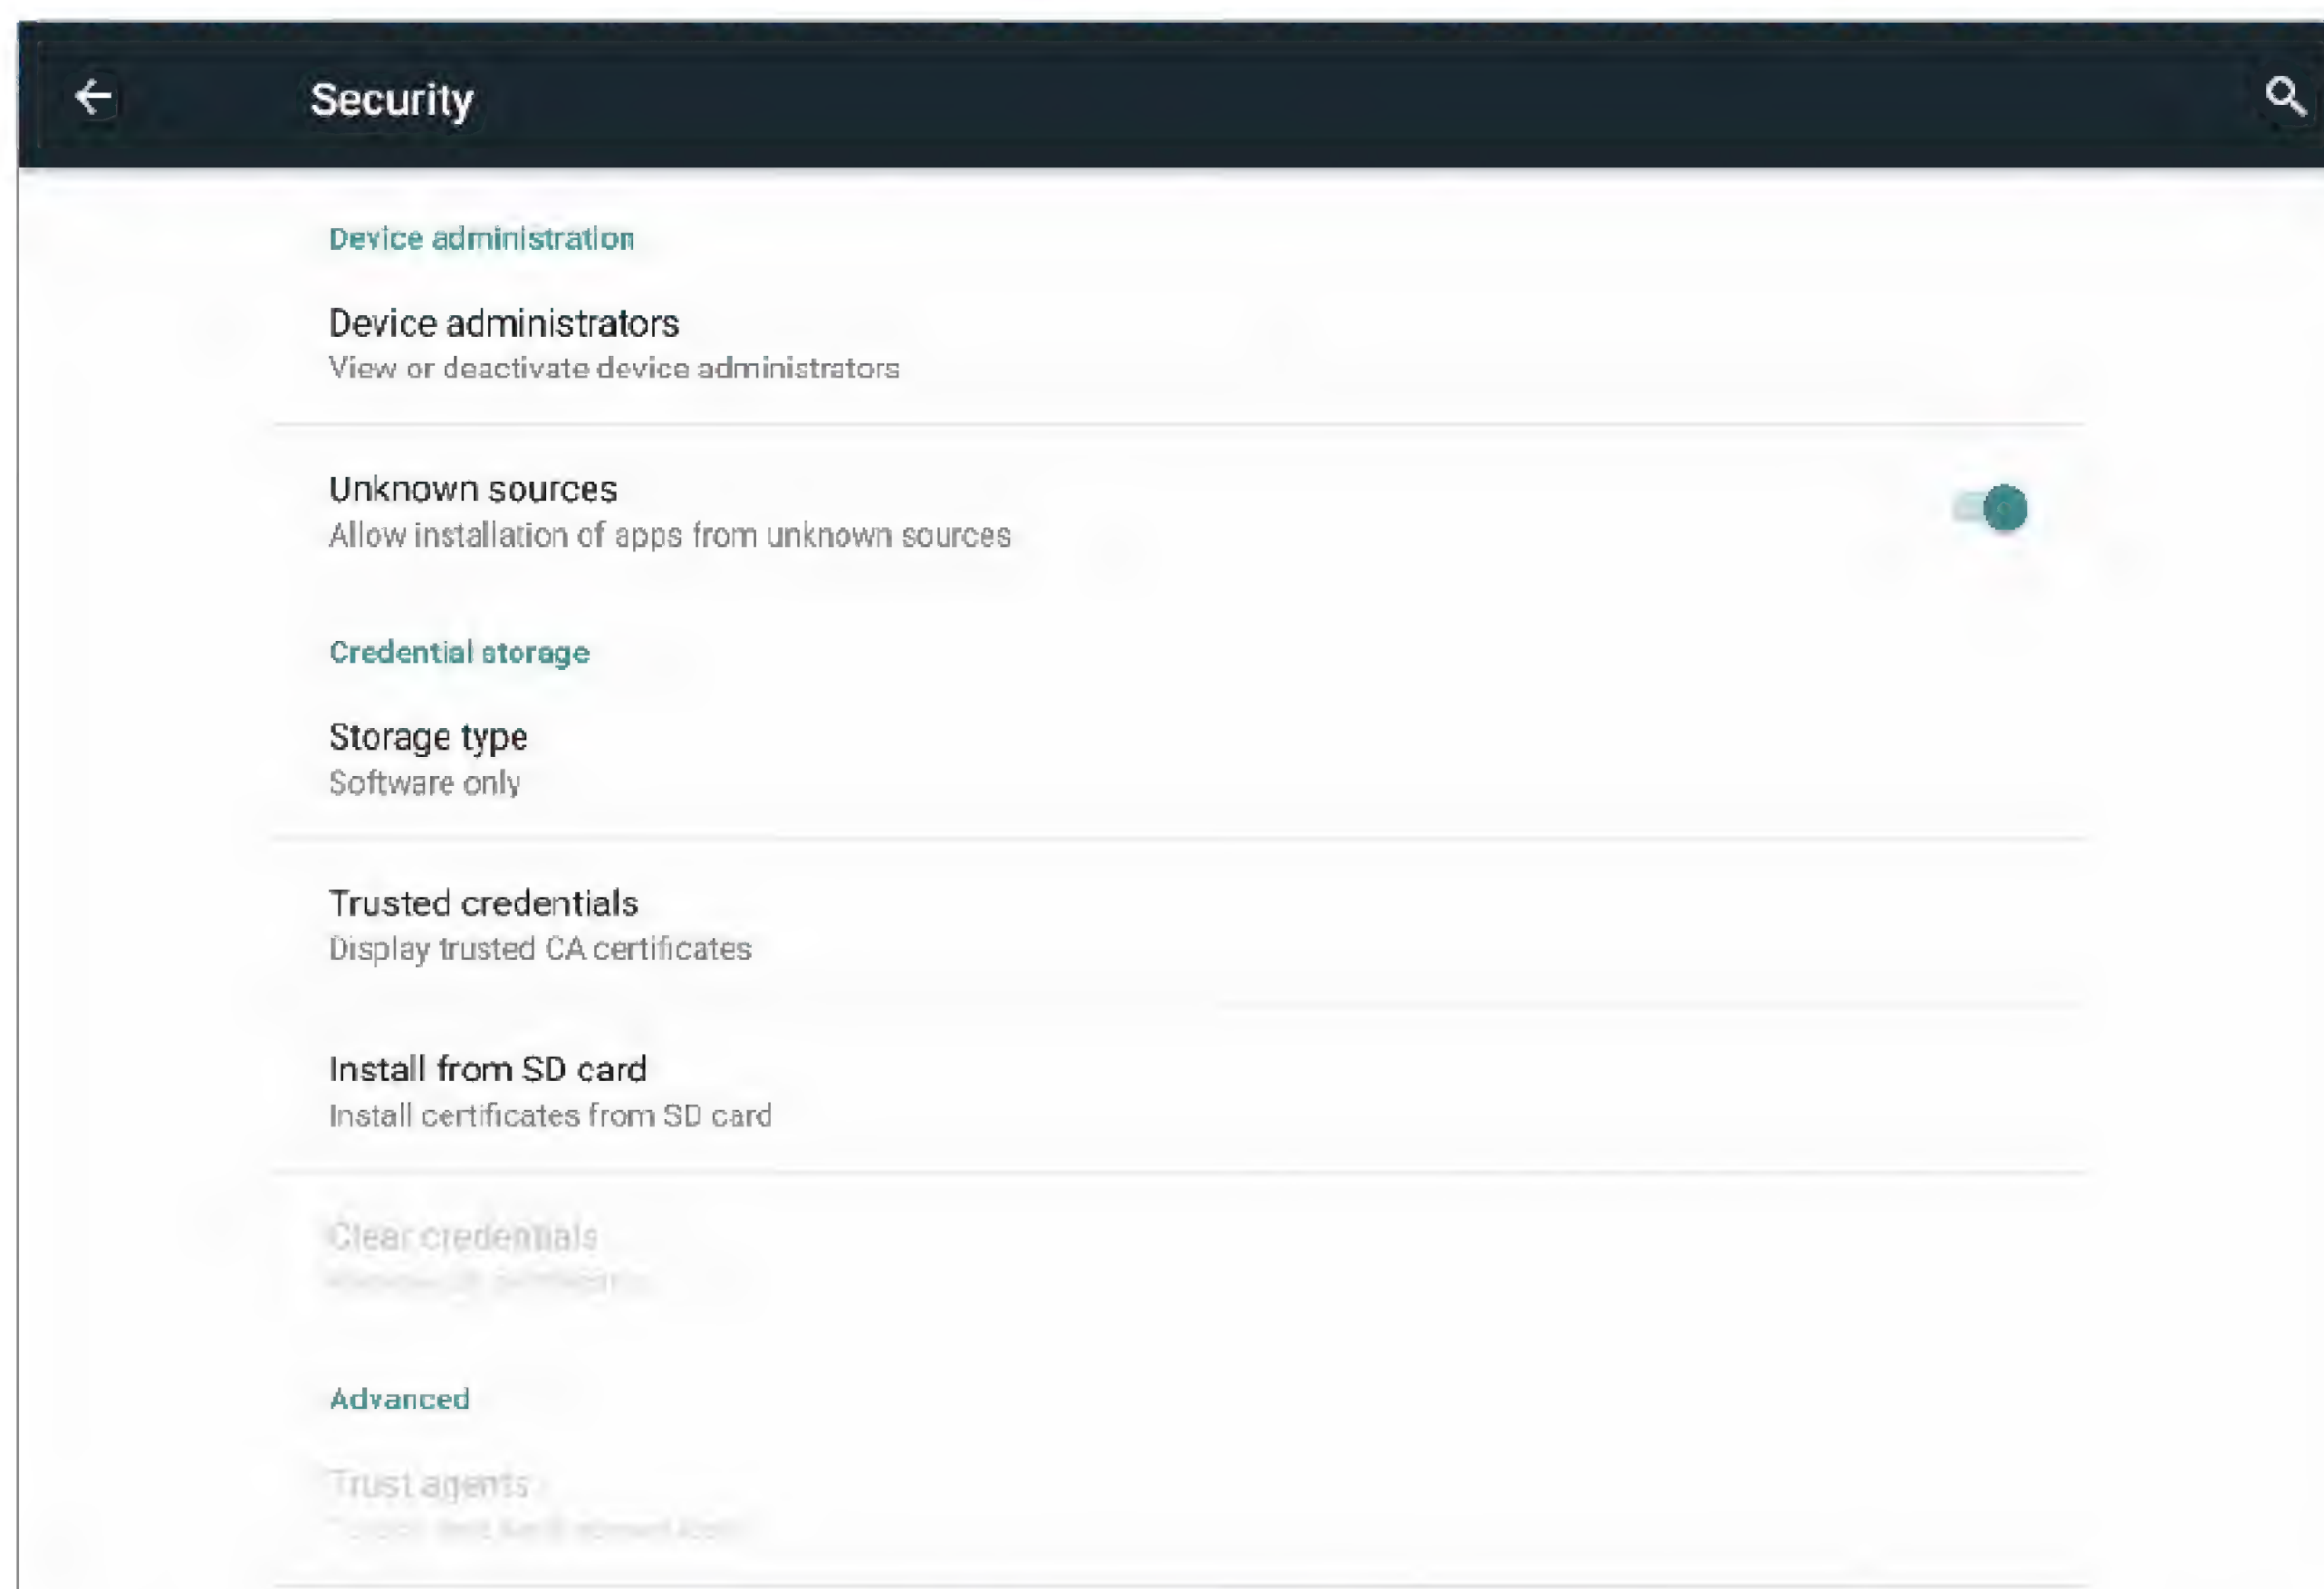 Security
Device administration
Device administrators
View or deactivate device administrators
Unknown sources
Allow installation of apps from unknown sources
Credential storage
Storage type
Software only
Trusted credentials
Display trusted CA certificates
Install from SD card
Install certificates from SD card
Clear credentials
Advanced
Trust agents